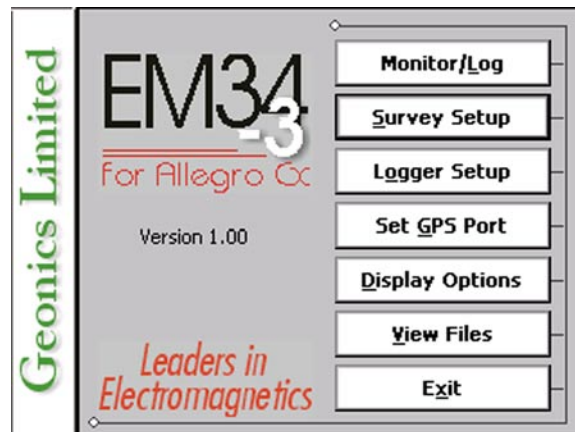 Geonics Limited
EM34
-3
for Allegro Cx
Version 1.00
Leaders in
Electromagnetics
Monitor/Log
Survey Setup
Logger Setup
Set GPS Port
Display Options
View Files
Exit